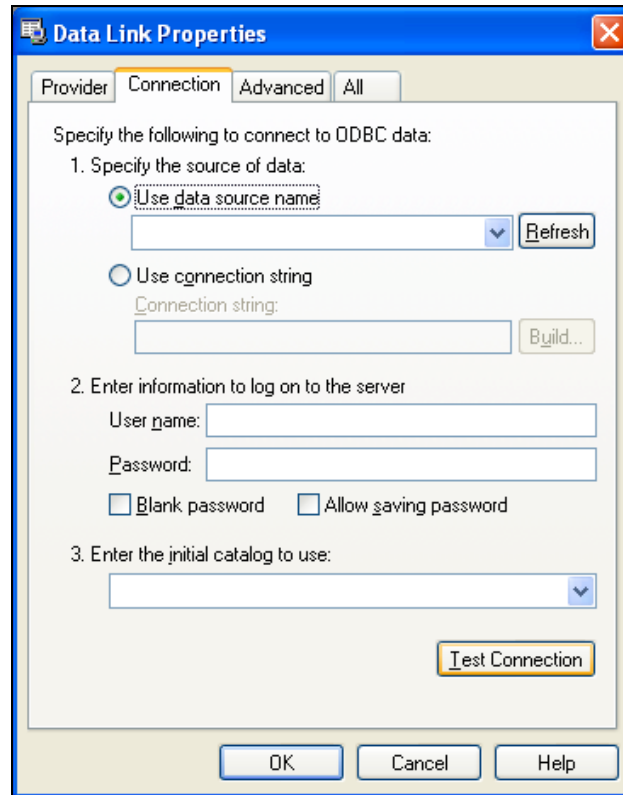 Data Link Properties
Provider Connection Advanced All
Specify the following to connect to ODBC data:
1. Specify the source of data:
Use data source name
Refresh
Use connection string
Connection string:
Build...
2. Enter information to log on to the server
User name:
Password:
Blank password Allow saving password
3. Enter the initial catalog to use:
Test Connection
OK Cancel Help